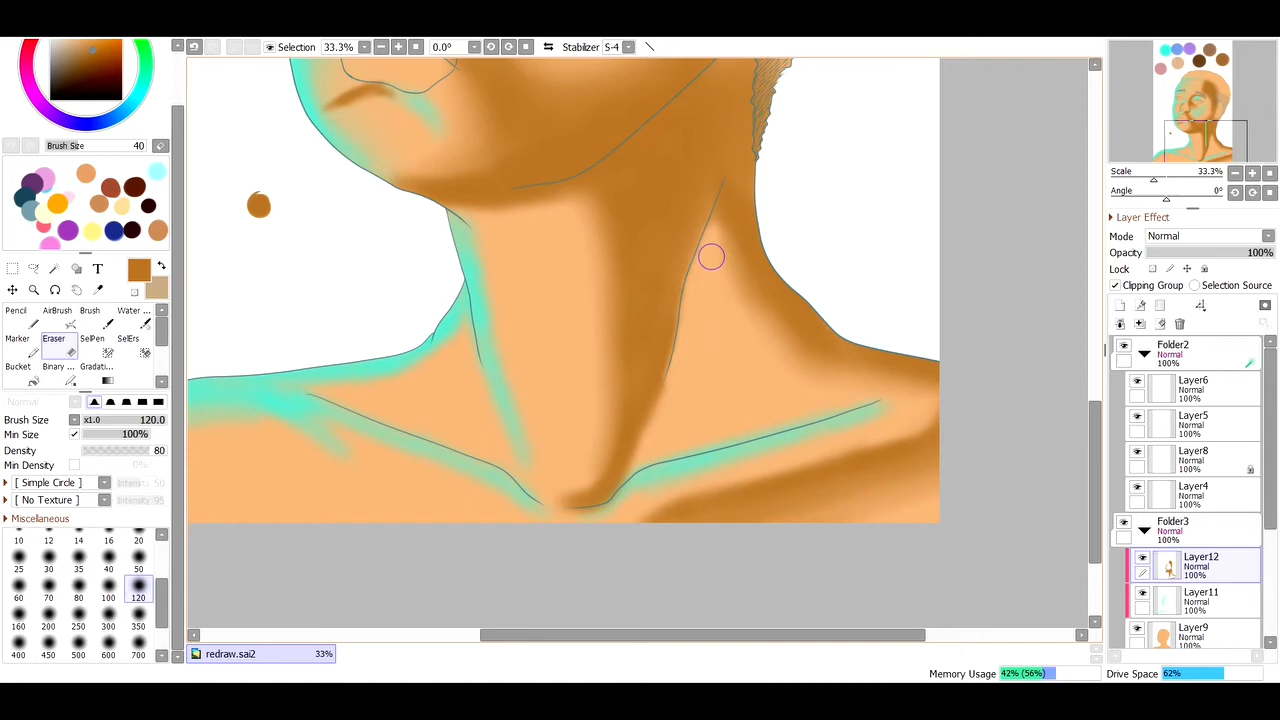 Selection 33.3% 0.0° Stabilizer S-4
Brush Size 40
T
Pencil AirBrush Brush Water ...
Marker Eraser SelPen SelErs
Bucket Binary ... Gradati...
Normal
Brush Size x1.0 120.0
Min Size 100%
Density 80
Min Density 0%
[ Simple Circle ] Intensity 50
[ No Texture ] Intensity 95
Miscellaneous
10 12 14 16 20
25 30 35 40 50
60 70 80 100 120
160 200 250 300 350
400 450 500 600 700
redraw.sai2 33%
Memory Usage 42% (56%) Drive Space 62%
Scale 33.3%
Angle 0°
Layer Effect
Mode Normal
Opacity 100%
Lock
Clipping Group Selection Source
Folder2
Normal
100%
Layer6
Normal
100%
Layer5
Normal
100%
Layer8
Normal
100%
Layer4
Normal
100%
Folder3
Normal
100%
Layer12
Normal
100%
Layer11
Normal
100%
Layer9
Normal
100%